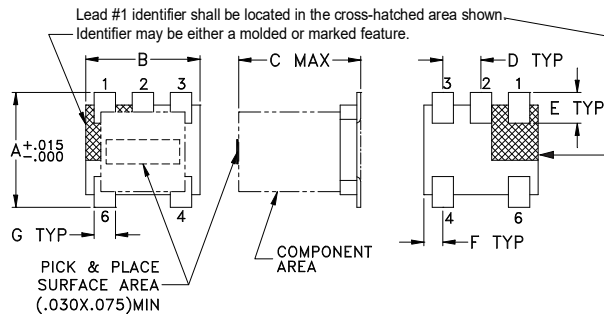 Lead #1 identifier shall be located in the cross-hatched area shown.
Identifier may be either a molded or marked feature.
B
C MAX
D TYP
1 2 3
3 2 1
E TYP
A+.015
-.000
6 4
4 6
G TYP
F TYP
COMPONENT
AREA
PICK & PLACE
SURFACE AREA
(.030X.075)MIN